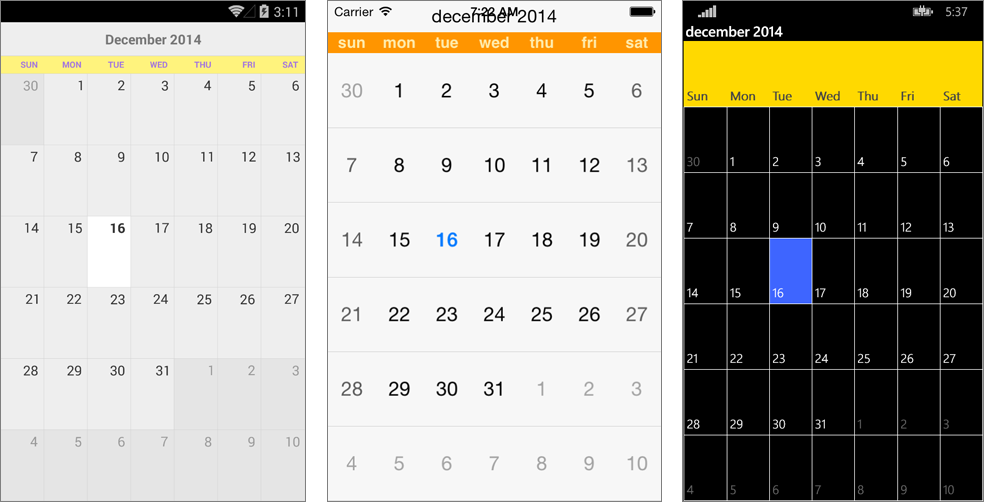 3:11
December 2014
SUN MON TUE WED THU FRI SAT
30 1 2 3 4 5 6
7 8 9 10 11 12 13
14 15 16 17 18 19 20
21 22 23 24 25 26 27
28 29 30 31 1 2 3
4 5 6 7 8 9 10
Carrier AM
december 2014
sun mon tue wed thu fri sat
30 1 2 3 4 5 6
7 8 9 10 11 12 13
14 15 16 17 18 19 20
21 22 23 24 25 26 27
28 29 30 31 1 2 3
4 5 6 7 8 9 10
5:37
december 2014
Sun Mon Tue Wed Thu Fri Sat
30 1 2 3 4 5 6
7 8 9 10 11 12 13
14 15 16 17 18 19 20
21 22 23 24 25 26 27
28 29 30 31 1 2 3
4 5 6 7 8 9 10